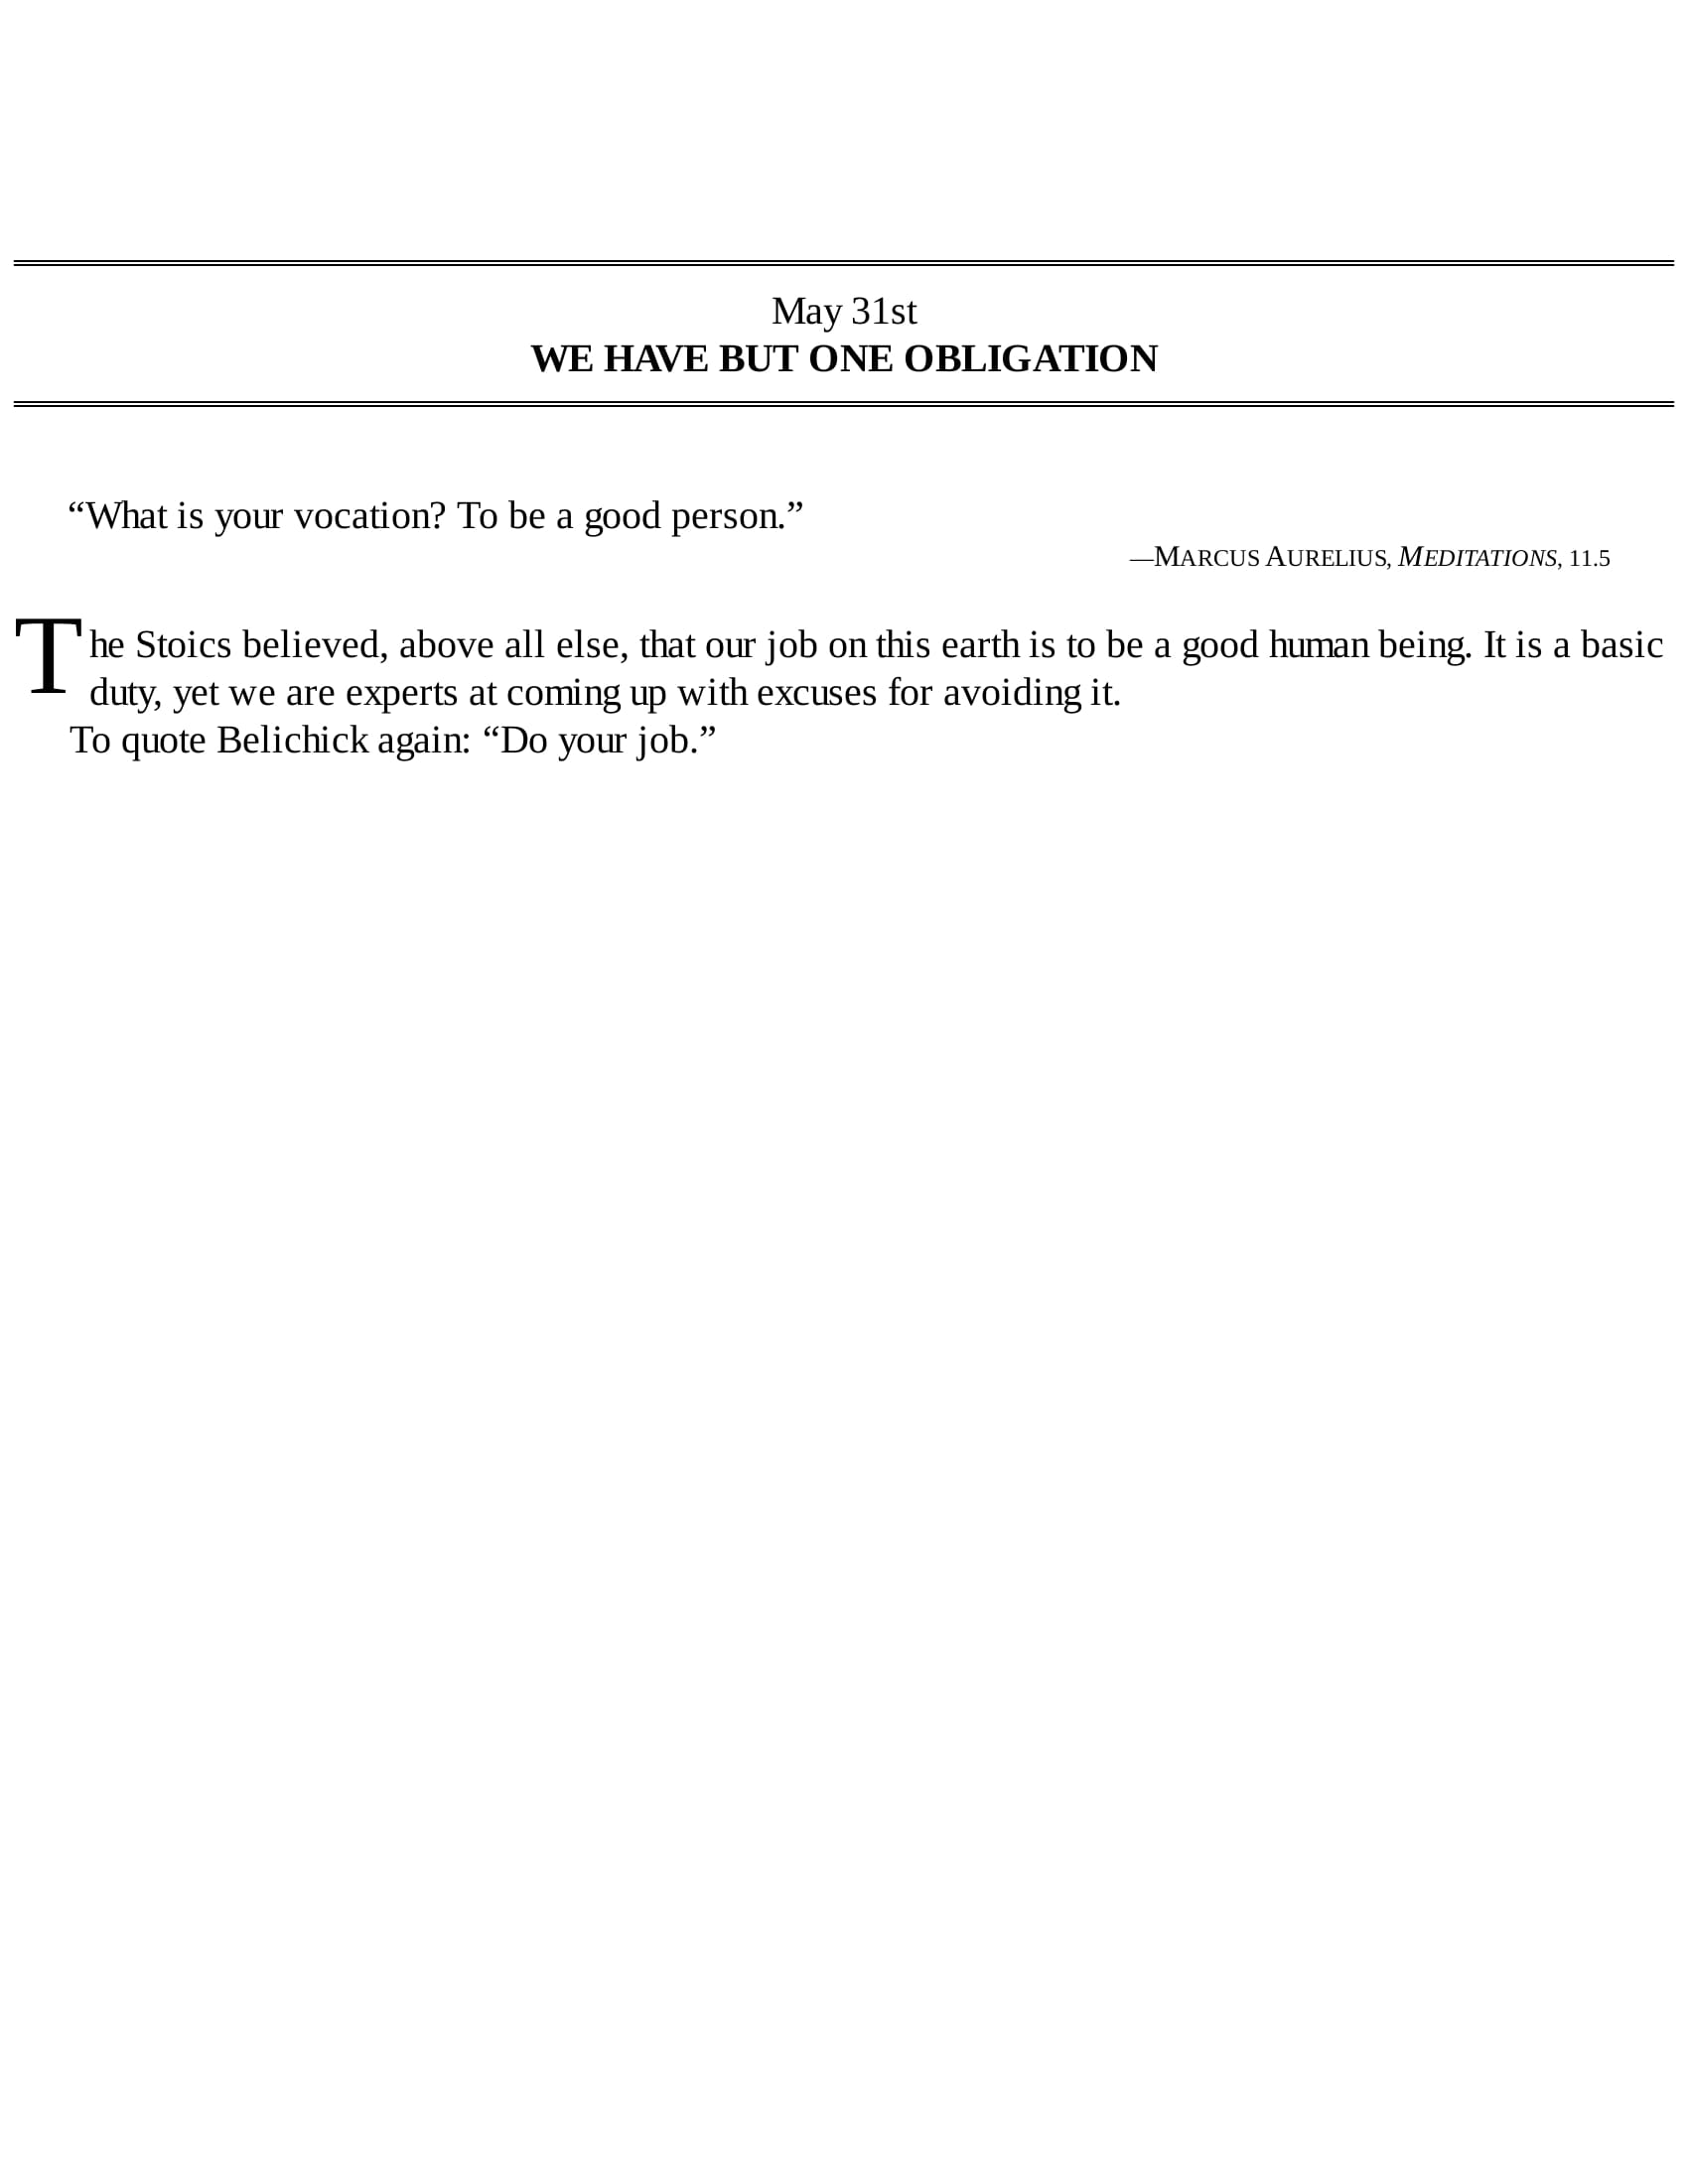 May 31st
WE HAVE BUT ONE OBLIGATION
“What is your vocation? To be a good person.”
—MARCUS AURELIUS, MEDITATIONS, 11.5
The Stoics believed, above all else, that our job on this earth is to be a good human being. It is a basic
duty, yet we are experts at coming up with excuses for avoiding it.
To quote Belichick again: “Do your job.”